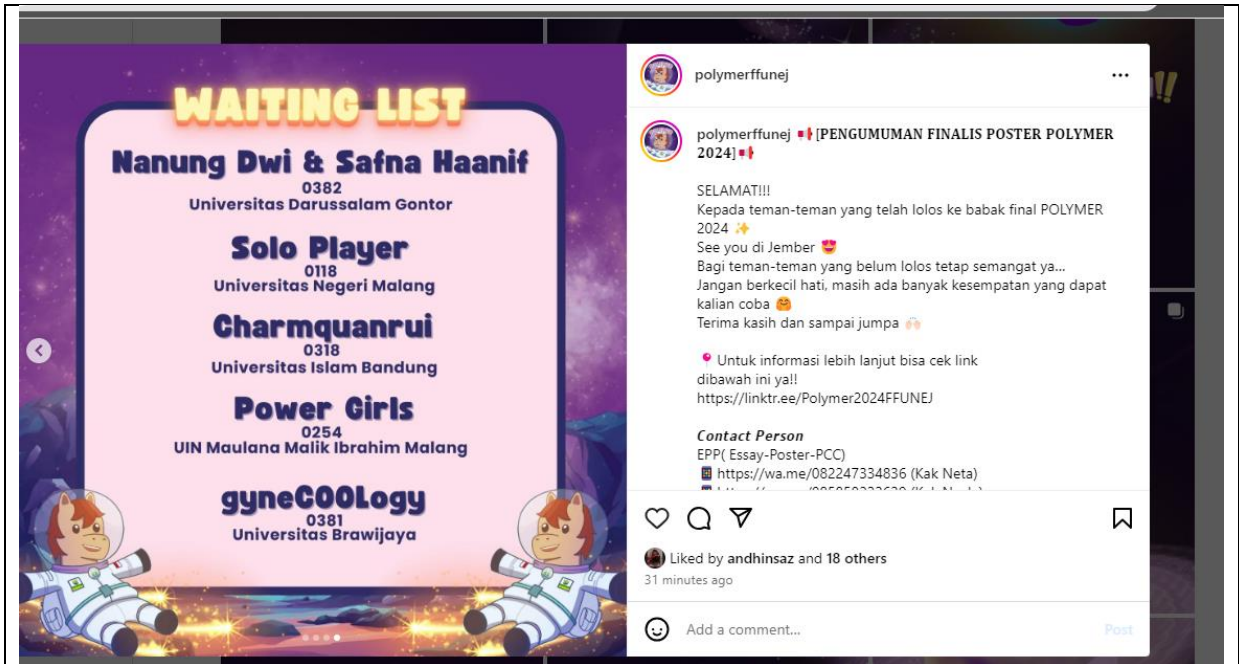 WAITING LIST
Nanung Dwi & Safna Haanif
0382
Universitas Darussalam Gontor
Solo Player
0118
Universitas Negeri Malang
Charmquanrui
0318
Universitas Islam Bandung
Power Girls
0254
UIN Maulana Malik Ibrahim Malang
gyneCOOLogy
0381
Universitas Brawijaya
polymerffunej
polymerffunej 📢[PENGUMUMAN FINALIS POSTER POLYMER
2024]📢
SELAMAT!!!
Kepada teman-teman yang telah lolos ke babak final POLYMER
2024 ✨
See you di Jember 😍
Bagi teman-teman yang belum lolos tetap semangat ya...
Jangan berkecil hati, masih ada banyak kesempatan yang dapat
kalian coba 🤗
Terima kasih dan sampai jumpa 🙌🏻
📍 Untuk informasi lebih lanjut bisa cek link
dibawah ini ya!!
https://linktr.ee/Polymer2024FFUNEJ
Contact Person
EPP( Essay-Poster-PCC)
📱 https://wa.me/082247334836 (Kak Neta)
Liked by andhinsaz and 18 others
31 minutes ago
Add a comment...
Post